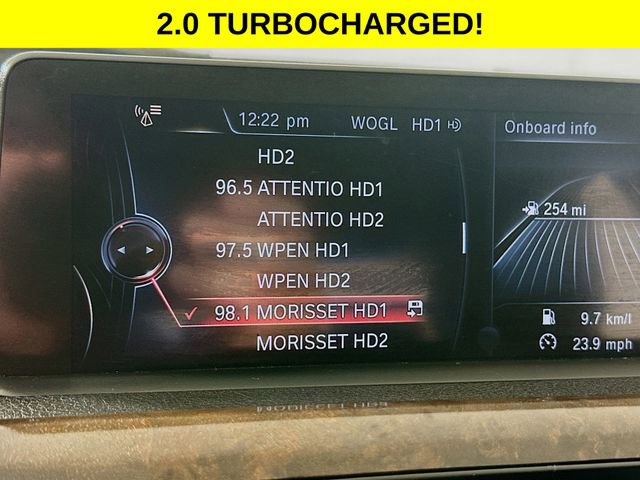 2.0 TURBOCHARGED!
12:22 pm WOGL HD1
HD2
96.5 ATTENTIO HD1
ATTENTIO HD2
97.5 WPEN HD1
WPEN HD2
98.1 MORISSET HD1
MORISSET HD2
Onboard info
254 mi
9.7 km/l
23.9 mph